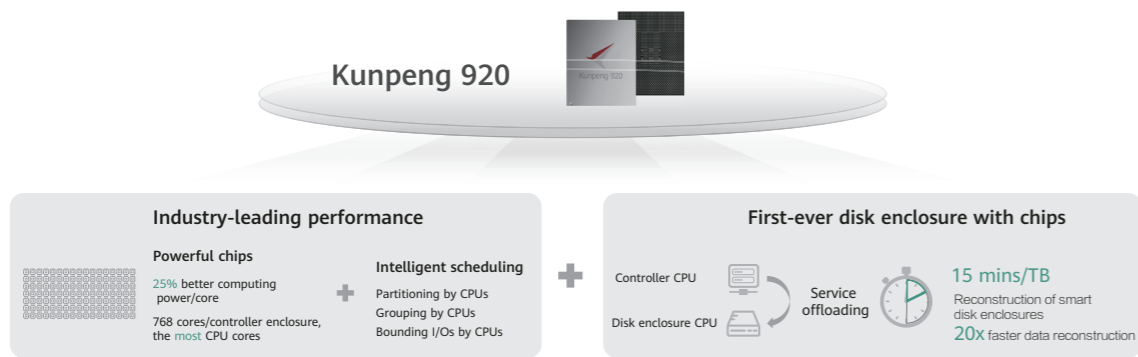 Kunpeng 920
Kunpeng 920
Industry-leading performance
Powerful chips
25% better computing
power/core
768 cores/controller enclosure,
the most CPU cores
Intelligent scheduling
Partitioning by CPUs
Grouping by CPUs
Bounding I/Os by CPUs
First-ever disk enclosure with chips
Controller CPU
Disk enclosure CPU
Service
offloading
15 mins/TB
Reconstruction of smart
disk enclosures
20X faster data reconstruction